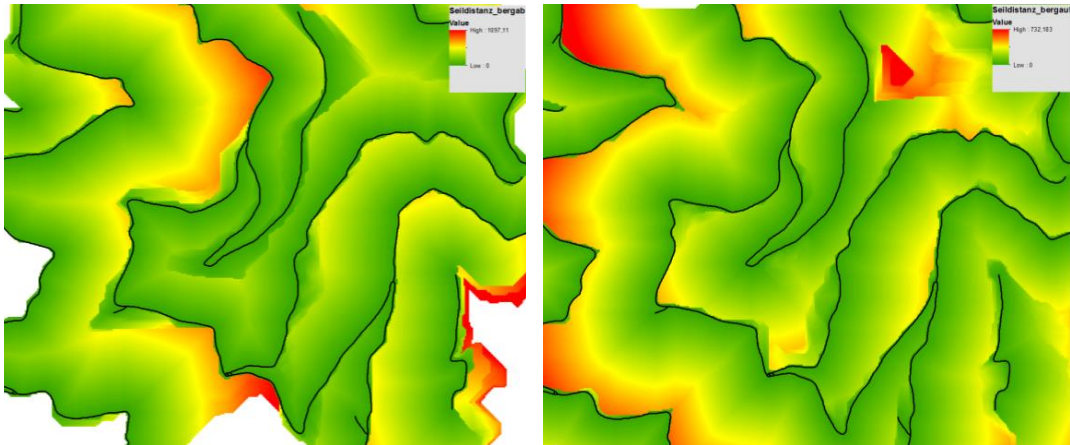 Seildistanz_bergab
Value
High : 1097,11
Low : 0
Seildistanz_bergauf
Value
High : 732,183
Low : 0